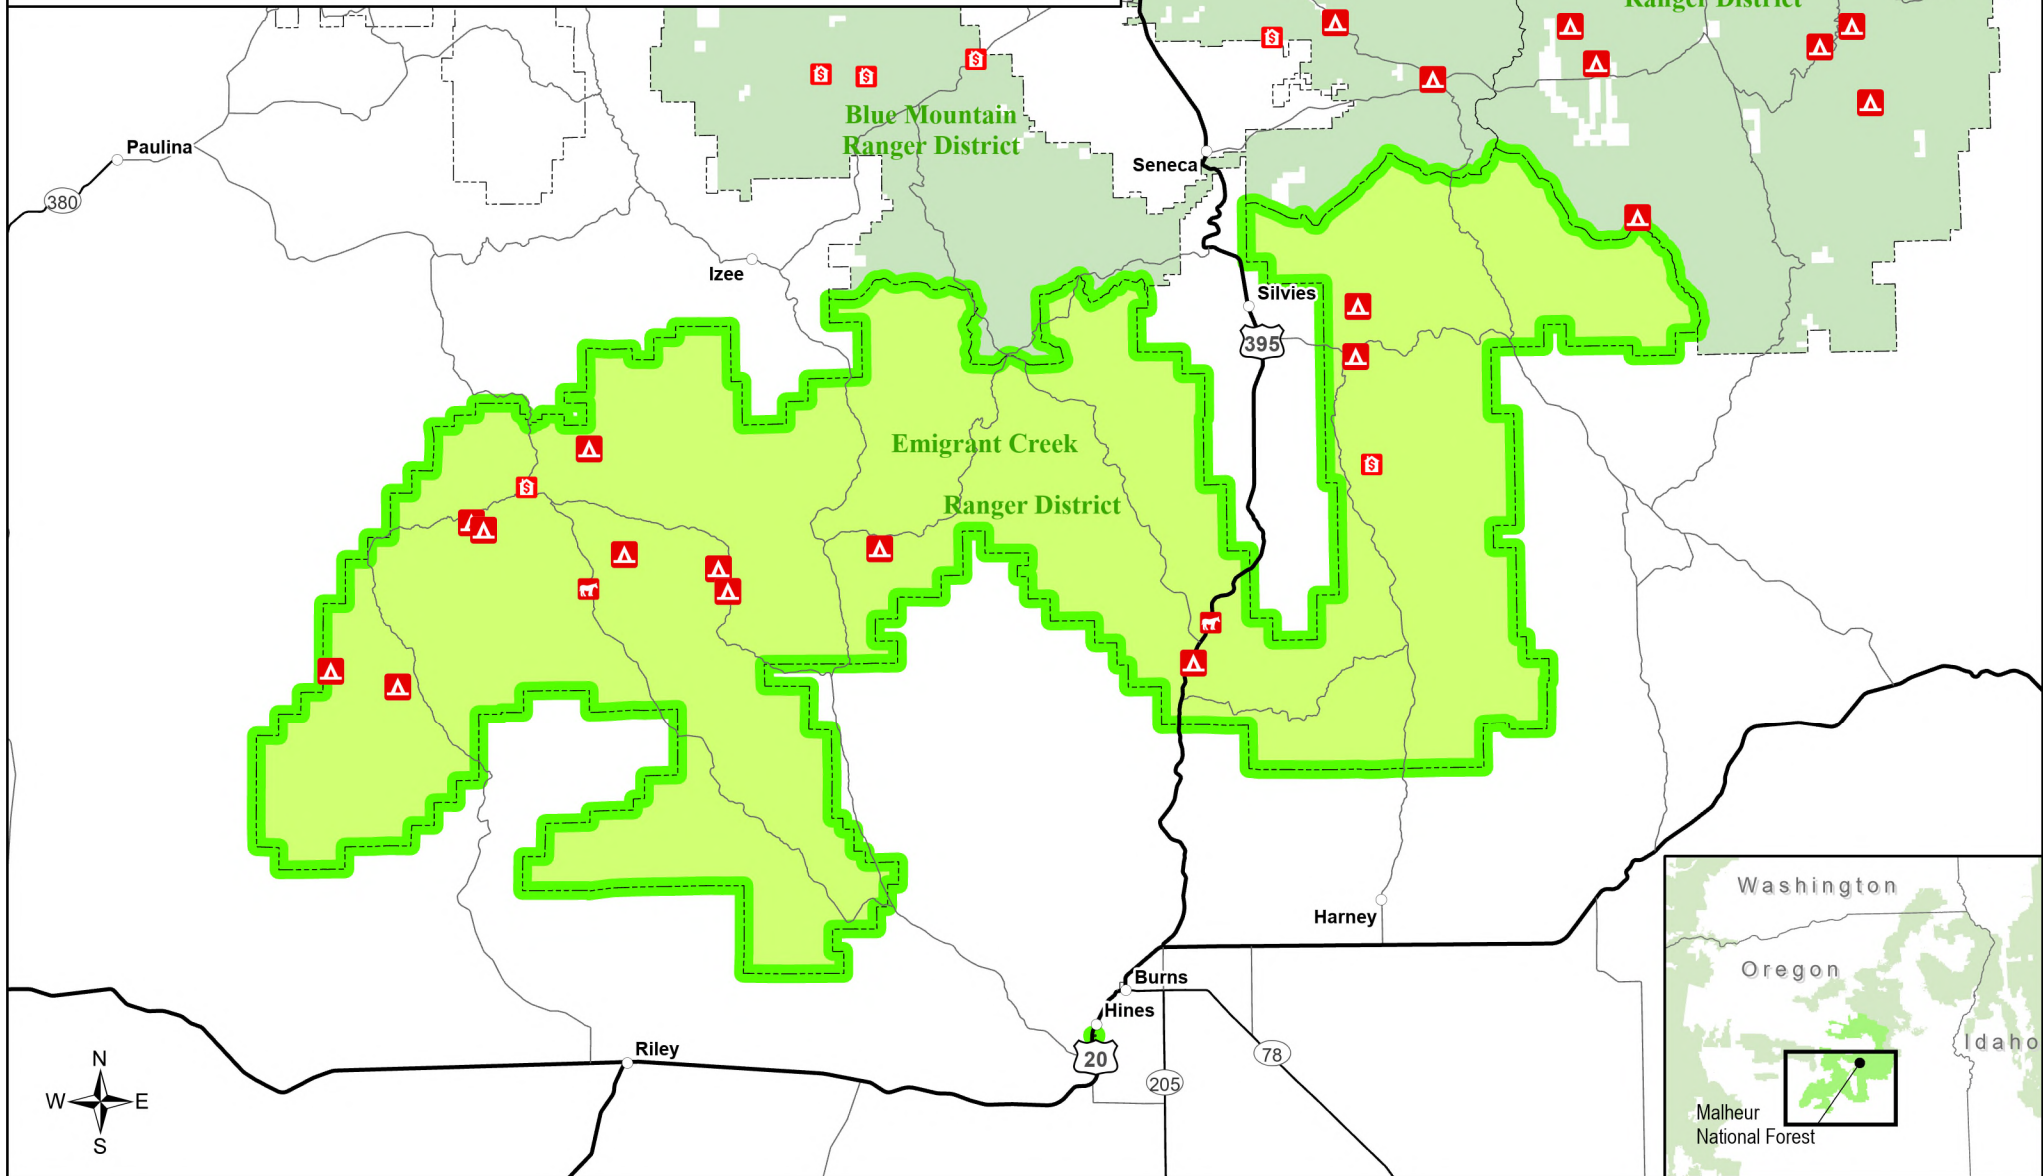 Ranger District
Blue Mountain
Ranger District
Paulina
Seneca
380
Izee
Silvies
395
Emigrant Creek
Ranger District
Washington
Harney
Oregon
Burns
Hines
Idaho
Riley
20
78
205
N
W E
S
Malheur
National Forest